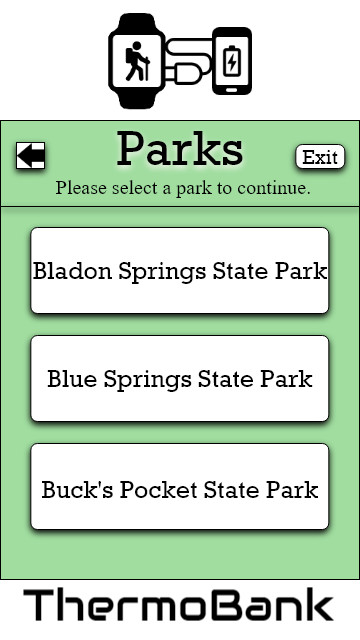 Parks
Exit
Please select a park to continue.
Bladon Springs State Park
Blue Springs State Park
Buck's Pocket State Park
ThermoBank